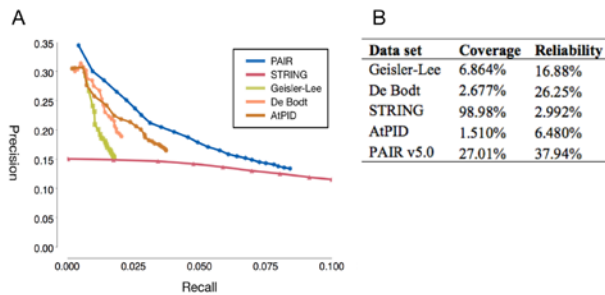 A
B
0.35
0.30
0.25
0.20
0.15
0.10
0.05
0.00
Precision
0.000
0.025
0.050
0.075
0.100
Recall
PAIR
STRING
Geisler-Lee
De Bodt
AtPID
Data set Coverage Reliability
Geisler-Lee 6.864% 16.88%
De Bodt 2.677% 26.25%
STRING 98.98% 2.992%
AtPID 1.510% 6.480%
PAIR v5.0 27.01% 37.94%